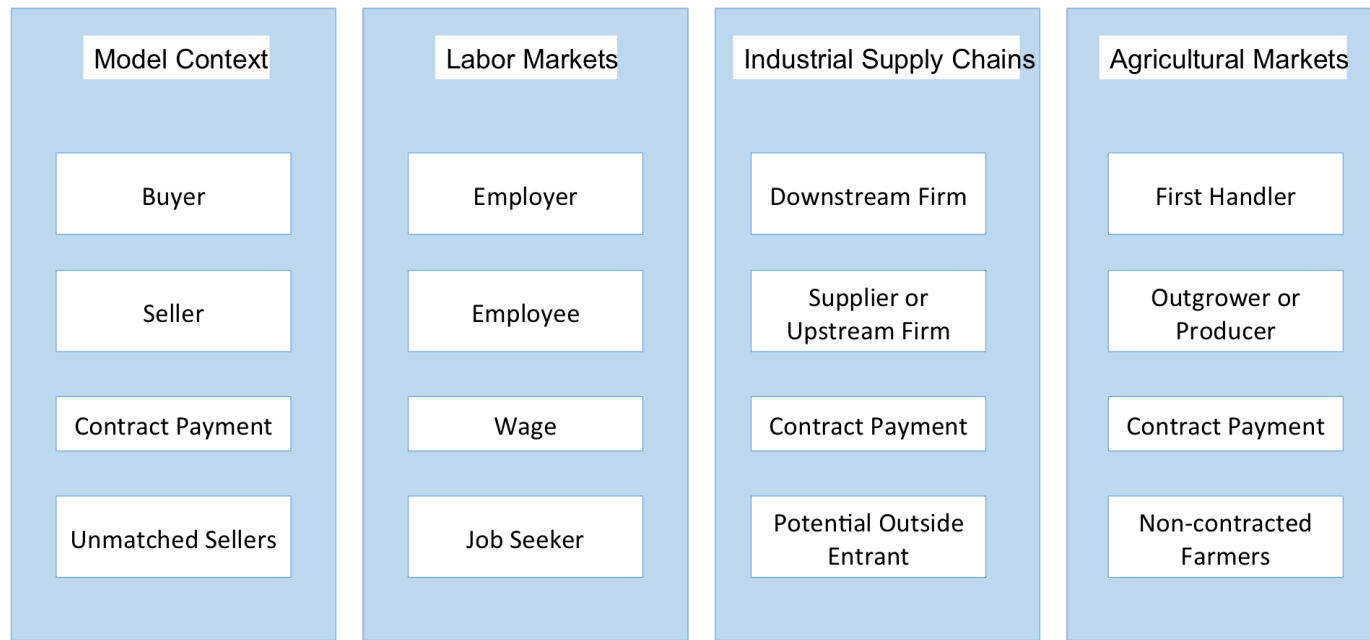 Model Context
Buyer
Seller
Contract Payment
Unmatched Sellers
Labor Markets
Employer
Employee
Wage
Job Seeker
Industrial Supply Chains
Downstream Firm
Supplier or
Upstream Firm
Contract Payment
Potential Outside
Entrant
Agricultural Markets
First Handler
Outgrower or
Producer
Contract Payment
Non-contracted
Farmers